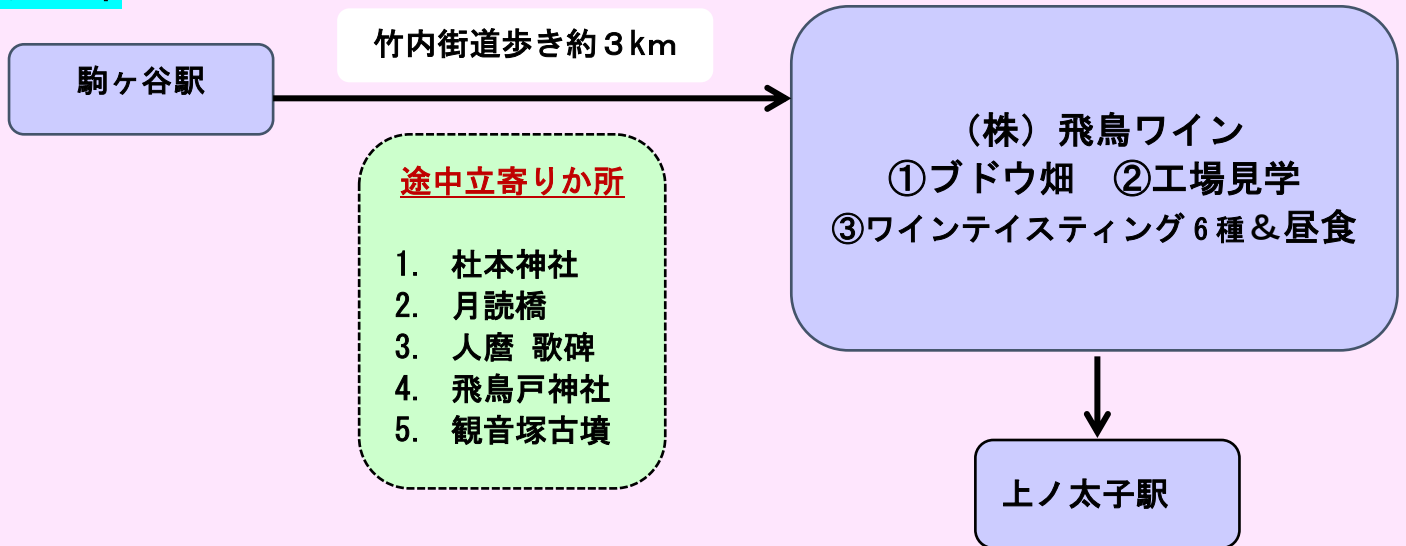 竹内街道歩き約３km
駒ヶ谷駅
途中立寄りか所
1. 杜本神社
2. 月読橋
3. 人麿 歌碑
4. 飛鳥戸神社
5. 観音塚古墳
（株）飛鳥ワイン
①ブドウ畑　②工場見学
③ワインテイスティング６種＆昼食
上ノ太子駅